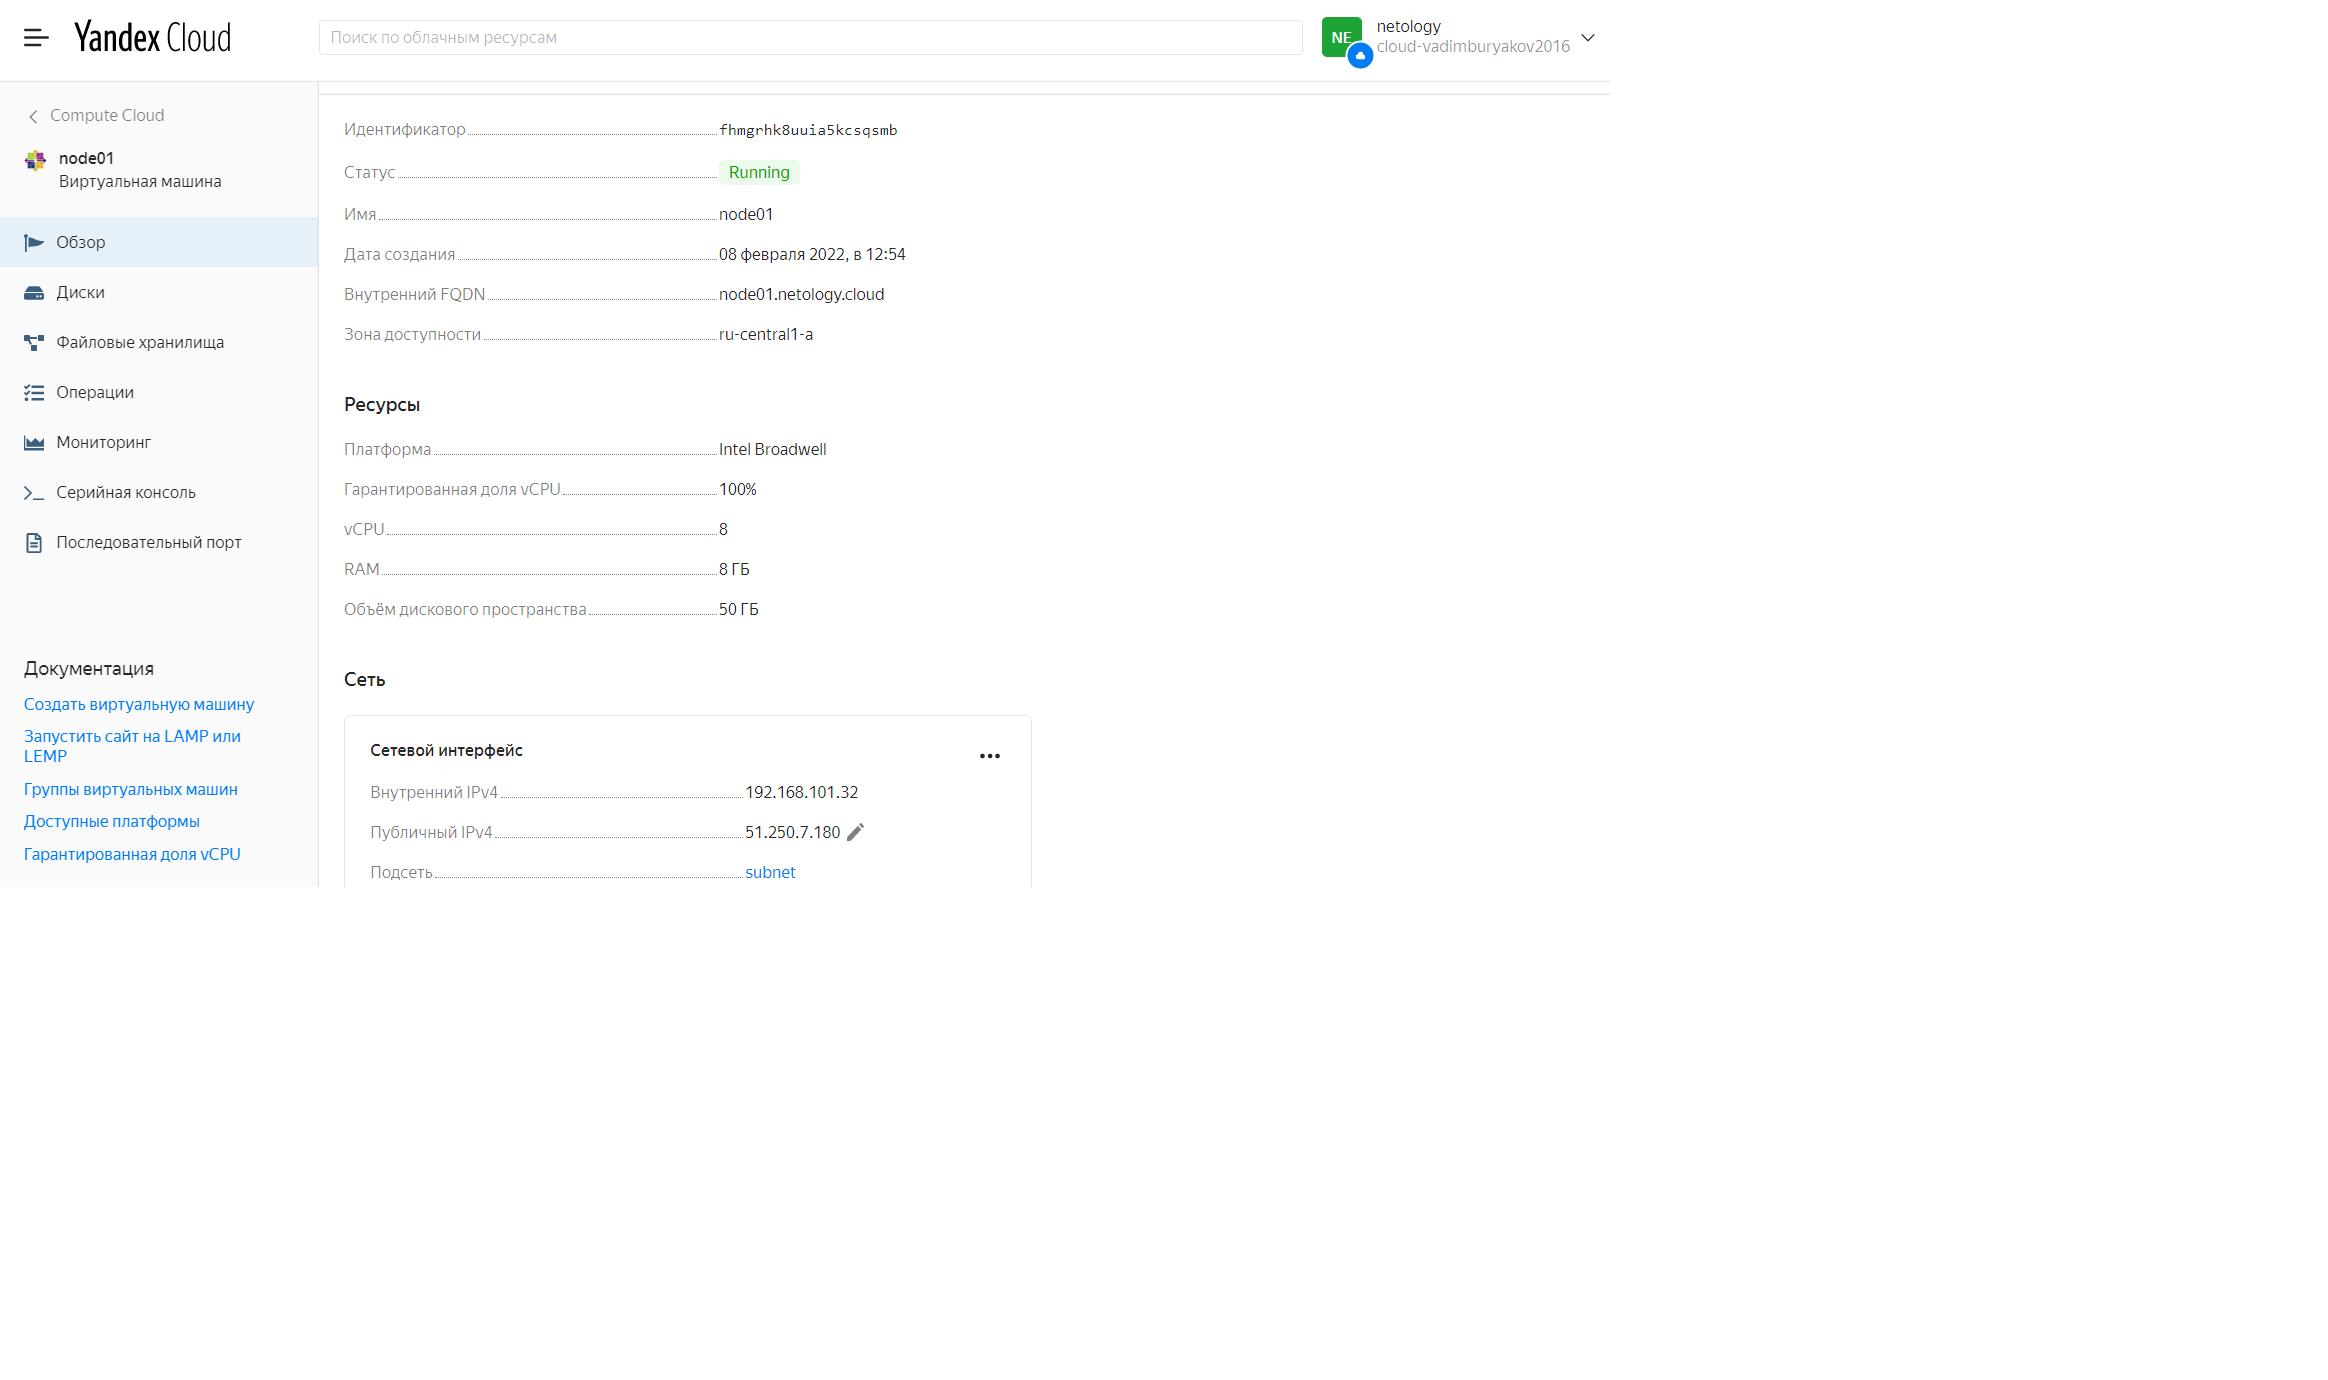 Yandex Cloud
Поиск по облачным ресурсам
NE
netology
cloud-vadimburyakov2016
Compute Cloud
node01
Виртуальная машина
Обзор
Диски
Файловые хранилища
Операции
Мониторинг
Серийная консоль
Последовательный порт
Документация
Создать виртуальную машину
Запустить сайт на LAMP или
LEMP
Группы виртуальных машин
Доступные платформы
Гарантированная доля vCPU
Идентификатор fhmgrhk8uuia5kcsqsmb
Статус Running
Имя node01
Дата создания 08 февраля 2022, в 12:54
Внутренний FQDN node01.netology.cloud
Зона доступности ru-central1-a
Ресурсы
Платформа Intel Broadwell
Гарантированная доля vCPU 100%
vCPU 8
RAM 8 ГБ
Объём дискового пространства 50 ГБ
Сеть
Сетевой интерфейс
Внутренний IPv4 192.168.101.32
Публичный IPv4 51.250.7.180
Подсеть subnet